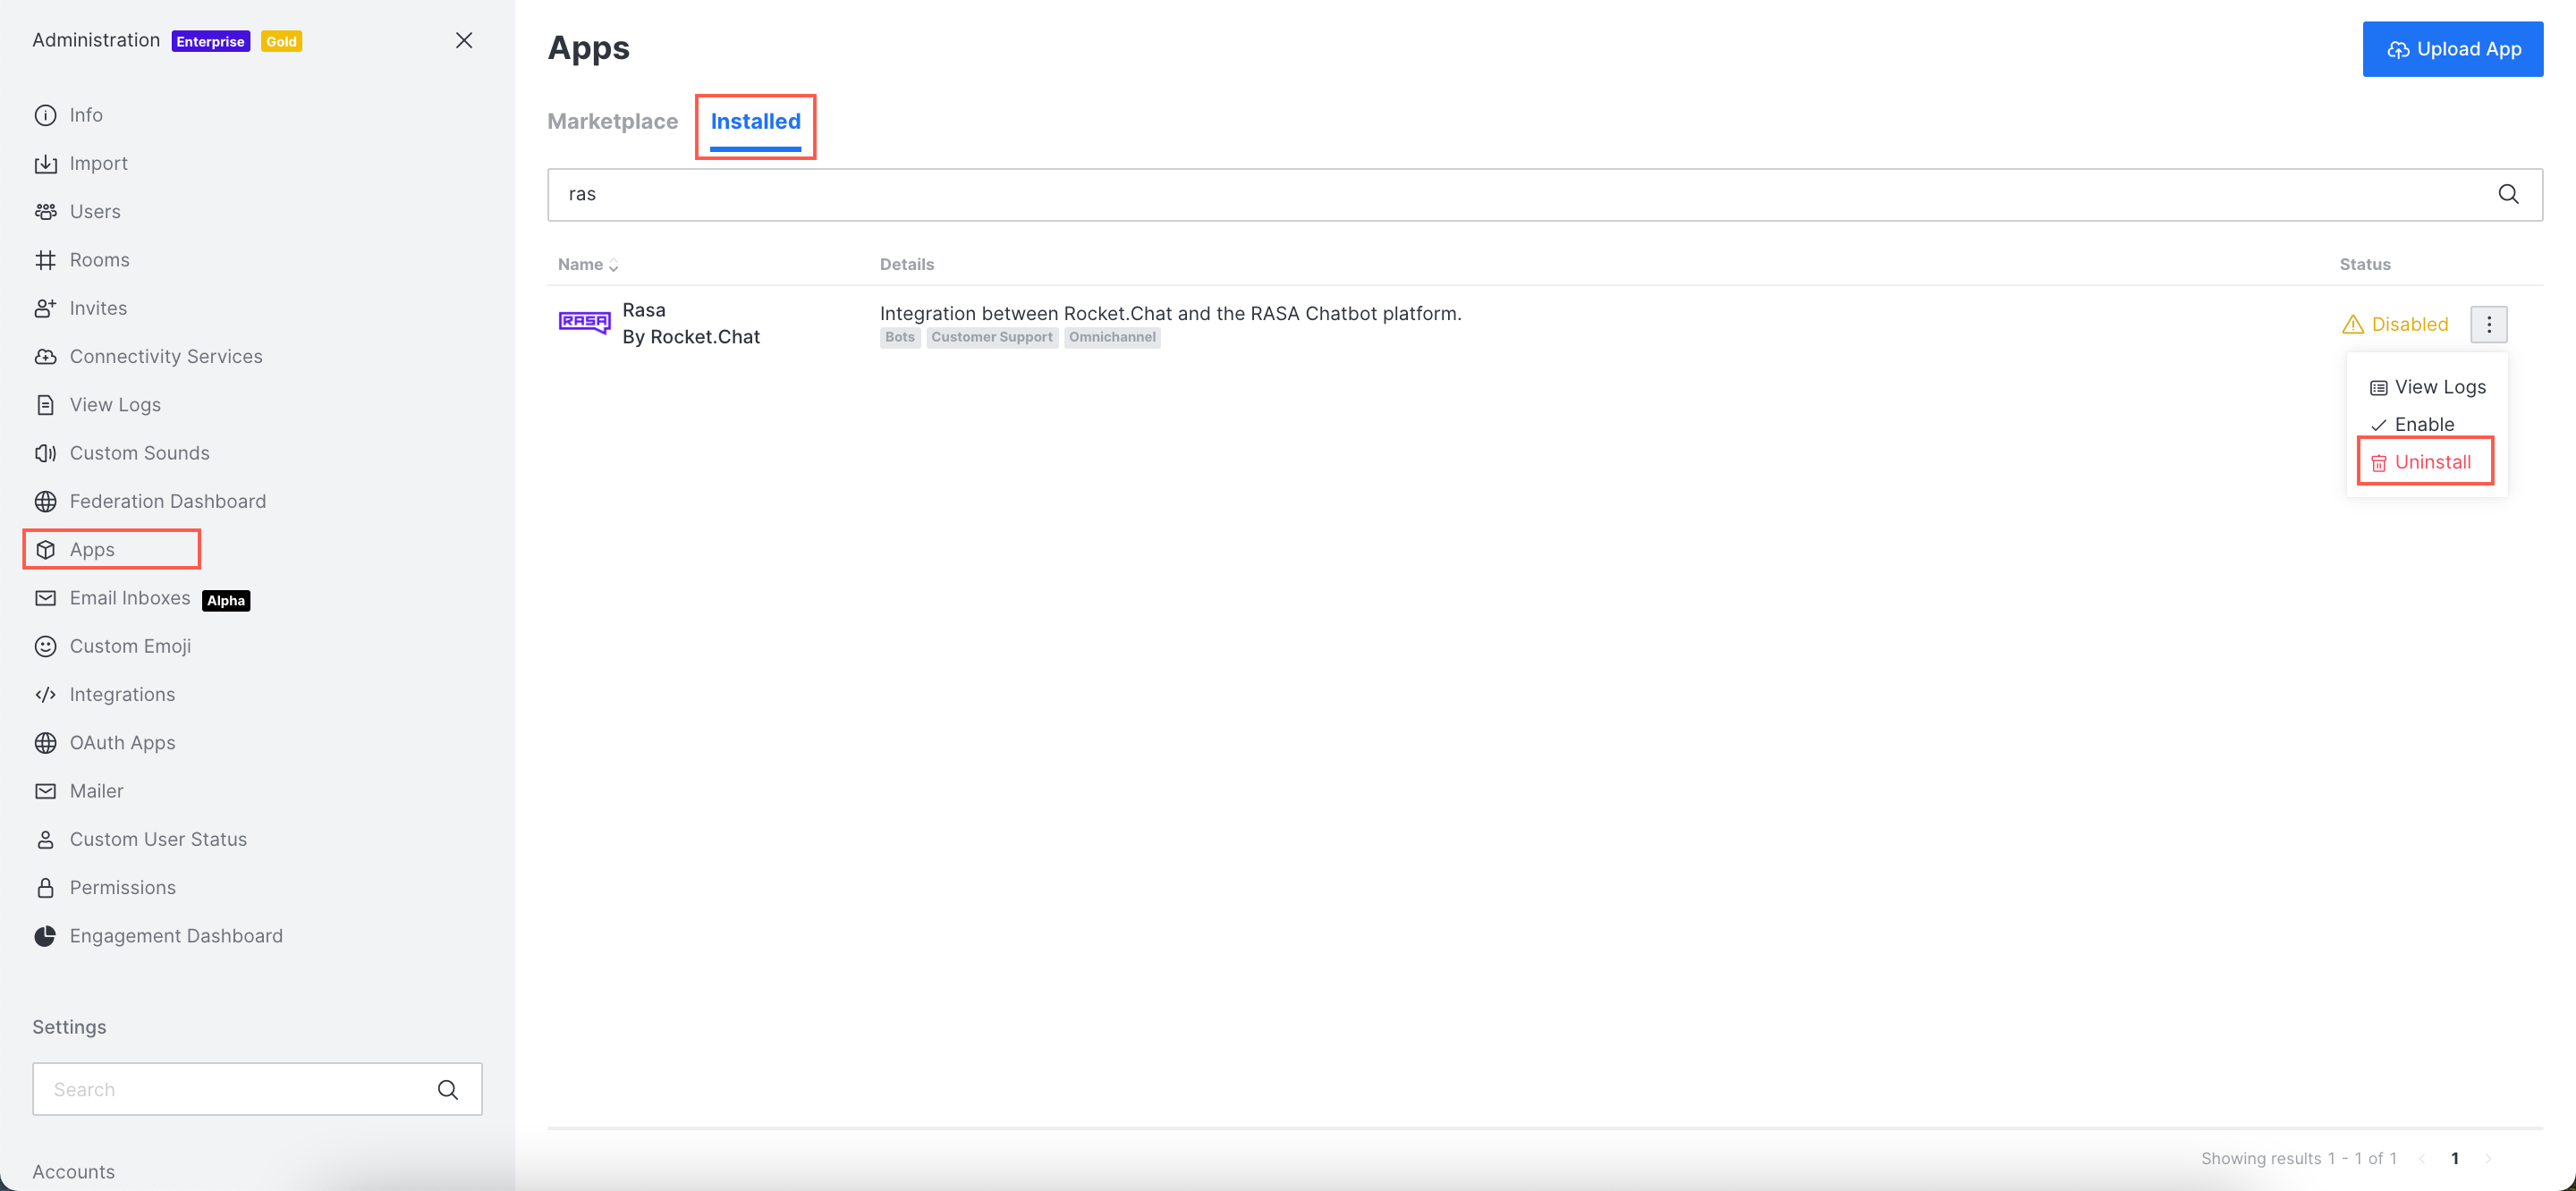 Administration Enterprise Gold
Info
Import
Users
Rooms
Invites
Connectivity Services
View Logs
Custom Sounds
Federation Dashboard
Apps
Email Inboxes Alpha
Custom Emoji
Integrations
OAuth Apps
Mailer
Custom User Status
Permissions
Engagement Dashboard
Settings
Search
Accounts
Apps
Upload App
Marketplace Installed
ras
Name Details Status
RASA
Rasa
By Rocket.Chat
Integration between Rocket.Chat and the RASA Chatbot platform.
Bots Customer Support Omnichannel
Disabled
View Logs
Enable
Uninstall
Showing results 1 - 1 of 1 1